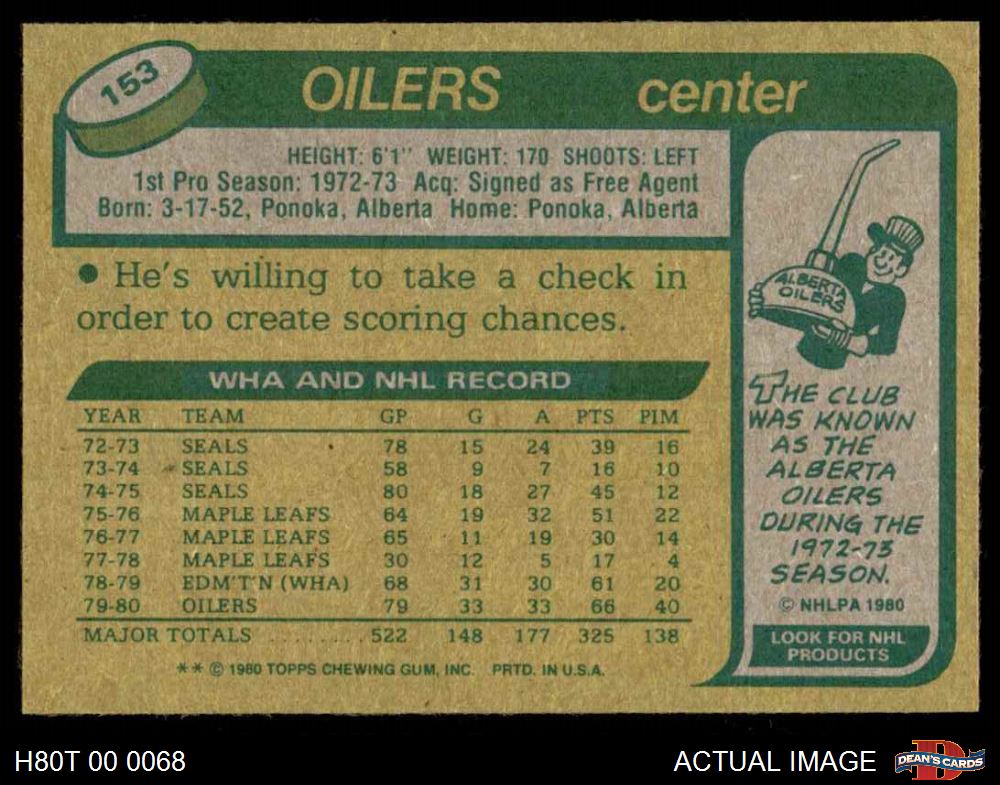 153
OILERS center
HEIGHT: 6'1" WEIGHT: 170 SHOOTS: LEFT
1st Pro Season: 1972-73 Acq: Signed as Free Agent
Born: 3-17-52, Ponoka, Alberta Home: Ponoka, Alberta
● He's willing to take a check in
order to create scoring chances.
WHA AND NHL RECORD
YEAR TEAM GP G A PTS PIM
72-73 SEALS 78 15 24 39 16
73-74 SEALS 58 9 7 16 10
74-75 SEALS 80 18 27 45 12
75-76 MAPLE LEAFS 64 19 32 51 22
76-77 MAPLE LEAFS 65 11 19 30 14
77-78 MAPLE LEAFS 30 12 5 17 4
78-79 EDM'T'N (WHA) 68 31 30 61 20
79-80 OILERS 79 33 33 66 40
MAJOR TOTALS ........ 522 148 177 325 138
** © 1980 TOPPS CHEWING GUM, INC. PRTD. IN U.S.A.
ALBERTA
OILERS
THE CLUB
WAS KNOWN
AS THE
ALBERTA
OILERS
DURING THE
1972-73
SEASON.
© NHLPA 1980
LOOK FOR NHL
PRODUCTS
H80T 00 0068
ACTUAL IMAGE
D
DEAN'S CARDS